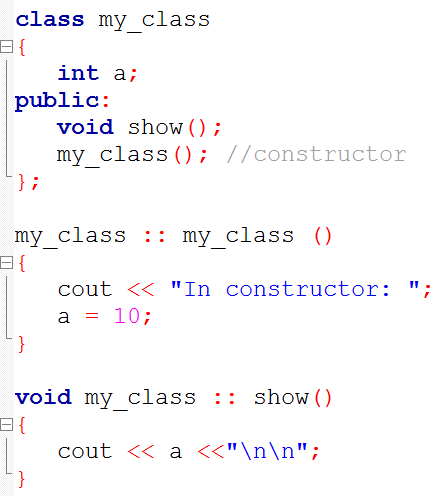 class my_class
{
int a;
public:
void show();
my_class(); //constructor
};
my_class :: my_class ()
{
cout << "In constructor: ";
a = 10;
}
void my_class :: show()
{
cout << a <<"\n\n";
}